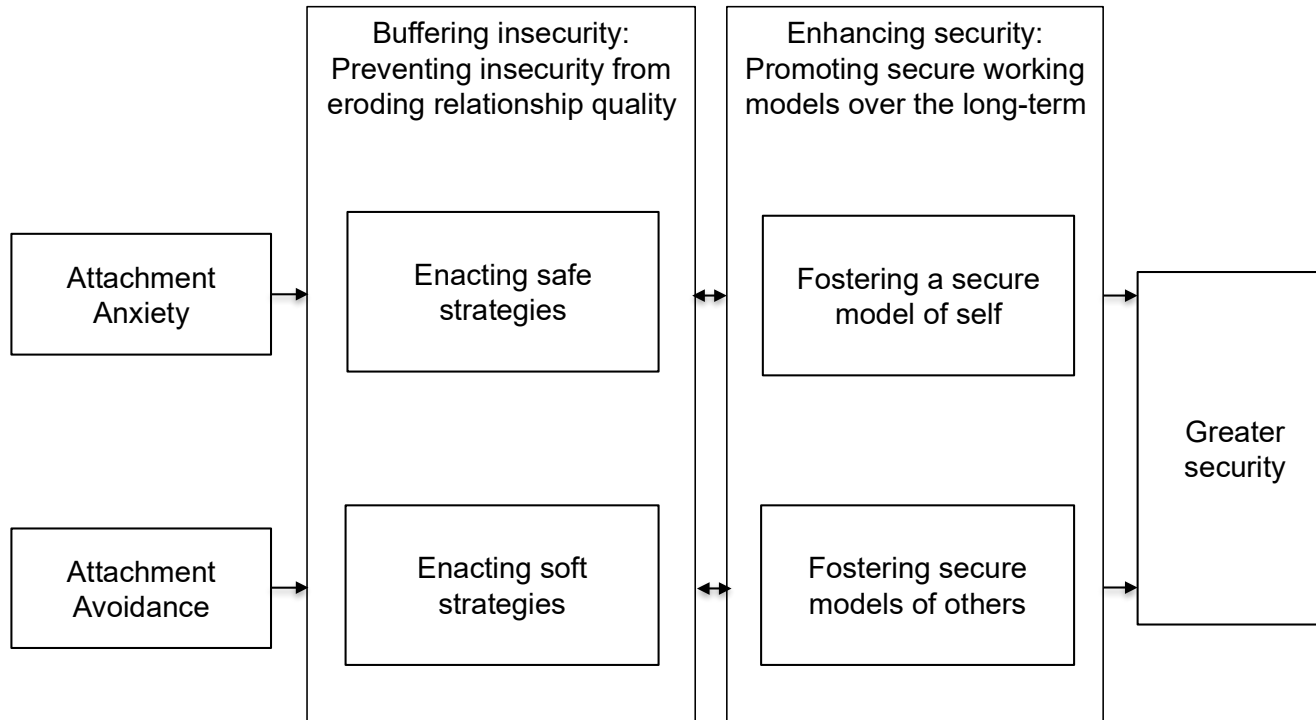 Buffering insecurity:
Preventing insecurity from
eroding relationship quality
Enhancing security:
Promoting secure working
models over the long-term
Attachment
Anxiety
Enacting safe
strategies
Fostering a secure
model of self
Greater
security
Attachment
Avoidance
Enacting soft
strategies
Fostering secure
models of others